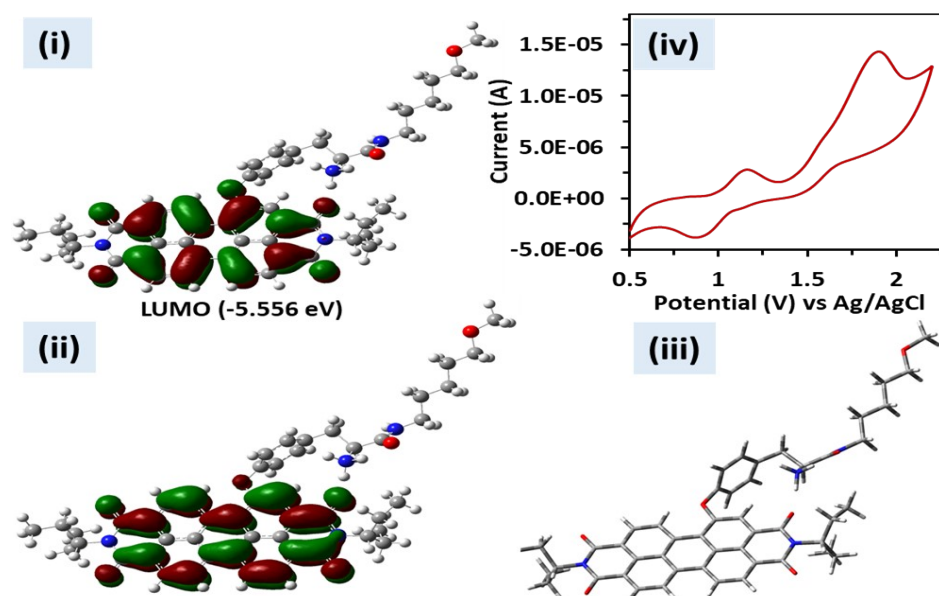 (i)
LUMO (-5.556 eV)
(iv)
1.5E-05
1.0E-05
5.0E-06
0.0E+00
-5.0E-06
Current (A)
0.5
1
1.5
2
Potential (V) vs Ag/AgCl
(ii)
(iii)